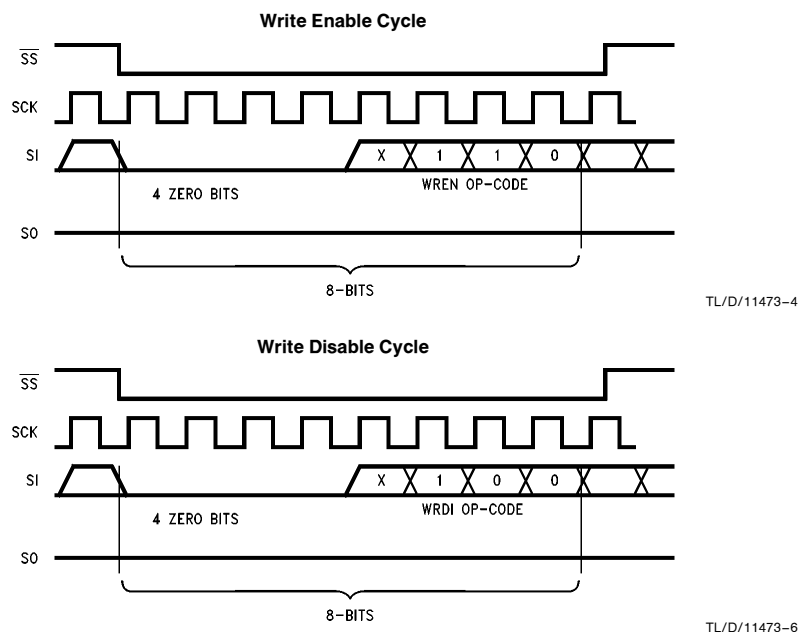 Write Enable Cycle
SS
SCK
SI X 1 1 0
4 ZERO BITS WREN OP-CODE
SO
8-BITS
TL/D/11473-4
Write Disable Cycle
SS
SCK
SI X 1 0 0
4 ZERO BITS WRDI OP-CODE
SO
8-BITS
TL/D/11473-6